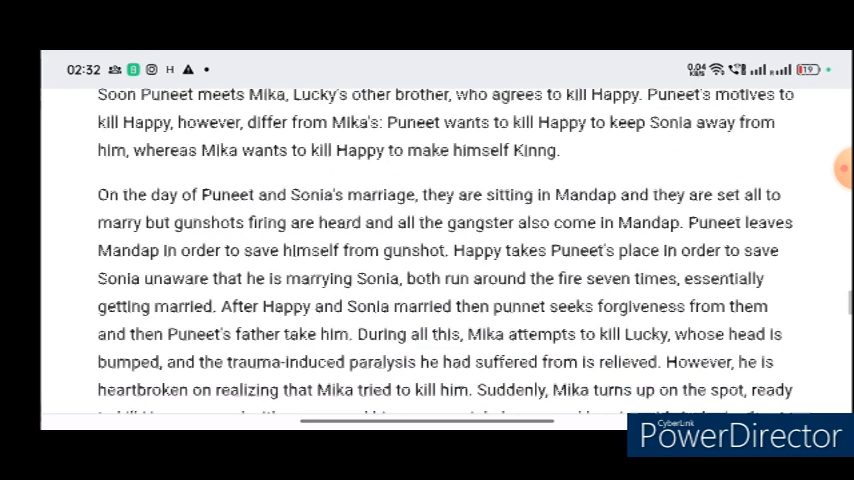 02:32
0.04
KB/S
19
Soon Puneet meets Mika, Lucky's other brother, who agrees to kill Happy. Puneet's motives to
kill Happy, however, differ from Mika's: Puneet wants to kill Happy to keep Sonia away from
him, whereas Mika wants to kill Happy to make himself Kinng.
On the day of Puneet and Sonia's marriage, they are sitting in Mandap and they are set all to
marry but gunshots firing are heard and all the gangster also come in Mandap. Puneet leaves
Mandap in order to save himself from gunshot. Happy takes Puneet's place in order to save
Sonia unaware that he is marrying Sonia, both run around the fire seven times, essentially
getting married. After Happy and Sonia married then punnet seeks forgiveness from them
and then Puneet's father take him. During all this, Mika attempts to kill Lucky, whose head is
bumped, and the trauma-induced paralysis he had suffered from is relieved. However, he is
heartbroken on realizing that Mika tried to kill him. Suddenly, Mika turns up on the spot, ready
CyberLink
PowerDirector